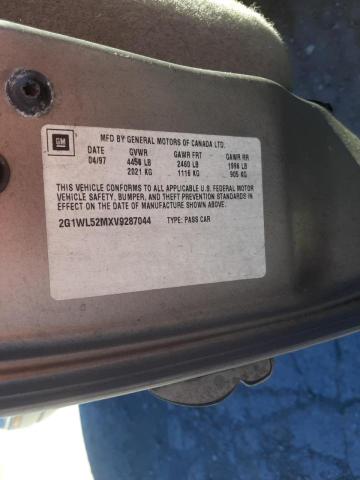 GM
MFD BY GENERAL MOTORS OF CANADA LTD.
DATE GVWR GAWR FRT GAWR RR
04/97 4456 LB 2460 LB 1996 LB
2021 KG 1116 KG 905 KG
THIS VEHICLE CONFORMS TO ALL APPLICABLE U.S. FEDERAL MOTOR
VEHICLE SAFETY, BUMPER, AND THEFT PREVENTION STANDARDS IN
EFFECT ON THE DATE OF MANUFACTURE SHOWN ABOVE.
2G1WL52MXV9287044 TYPE: PASS CAR